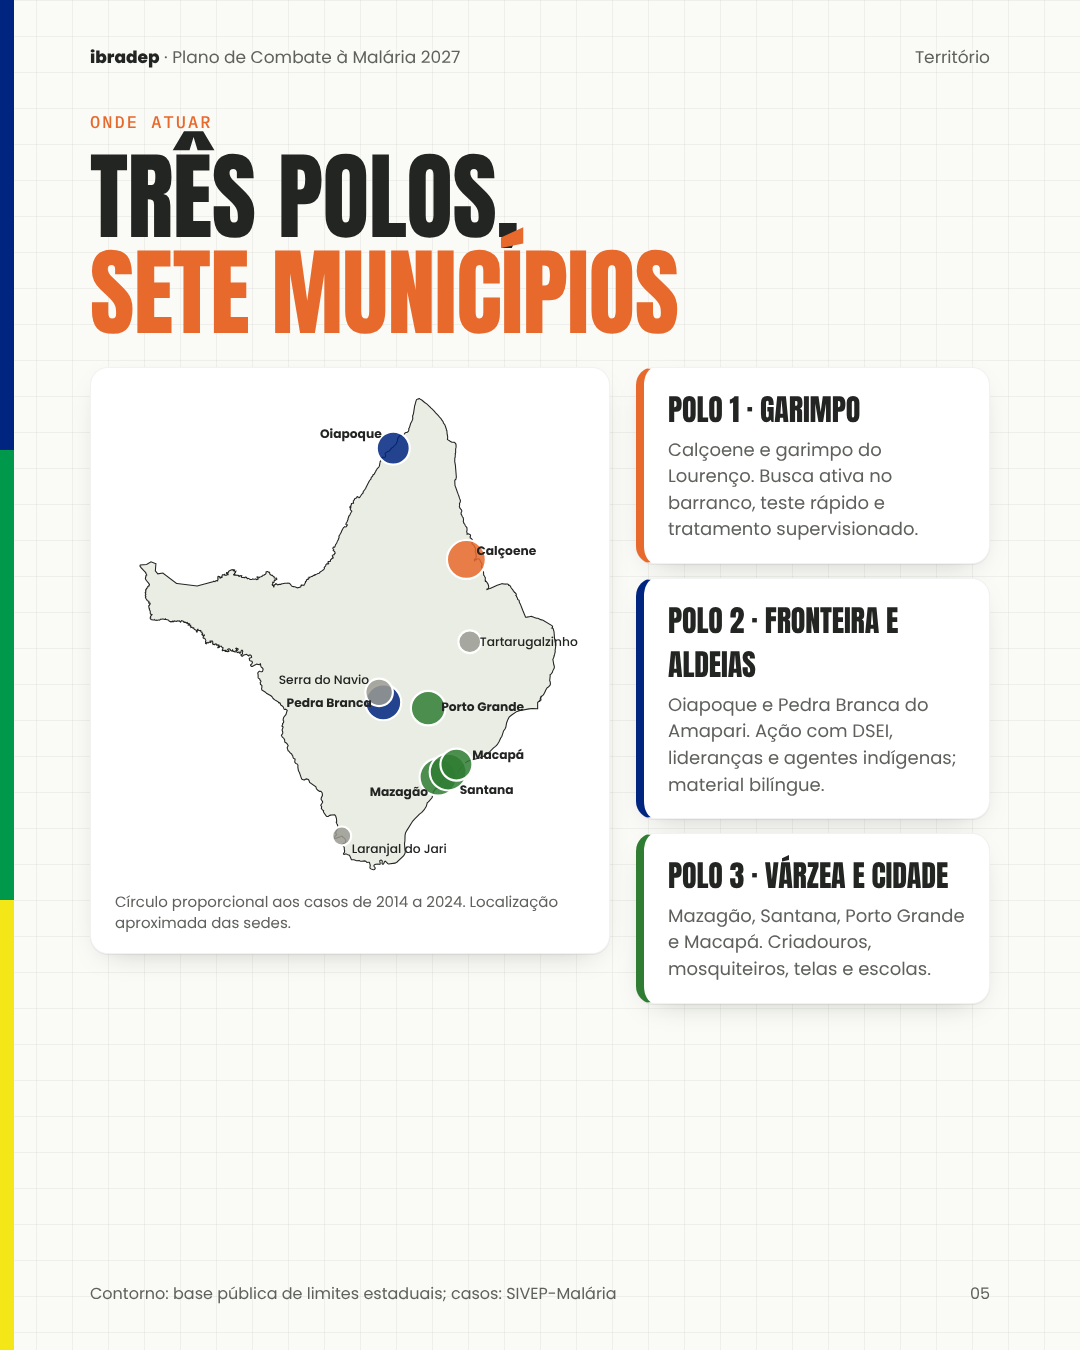 ibradep · Plano de Combate à Malária 2027
Território
ONDE ATUAR
TRÊS POLOS,
SETE MUNICÍPIOS
Oiapoque
Calçoene
Tartarugalzinho
Serra do Navio
Pedra Branca
Porto Grande
Macapá
Santana
Mazagão
Laranjal do Jari
Círculo proporcional aos casos de 2014 a 2024. Localização
aproximada das sedes.
POLO 1 · GARIMPO
Calçoene e garimpo do
Lourenço. Busca ativa no
barranco, teste rápido e
tratamento supervisionado.
POLO 2 · FRONTEIRA E
ALDEIAS
Oiapoque e Pedra Branca do
Amapari. Ação com DSEI,
lideranças e agentes indígenas;
material bilíngue.
POLO 3 · VÁRZEA E CIDADE
Mazagão, Santana, Porto Grande
e Macapá. Criadouros,
mosquiteiros, telas e escolas.
Contorno: base pública de limites estaduais; casos: SIVEP-Malária
05